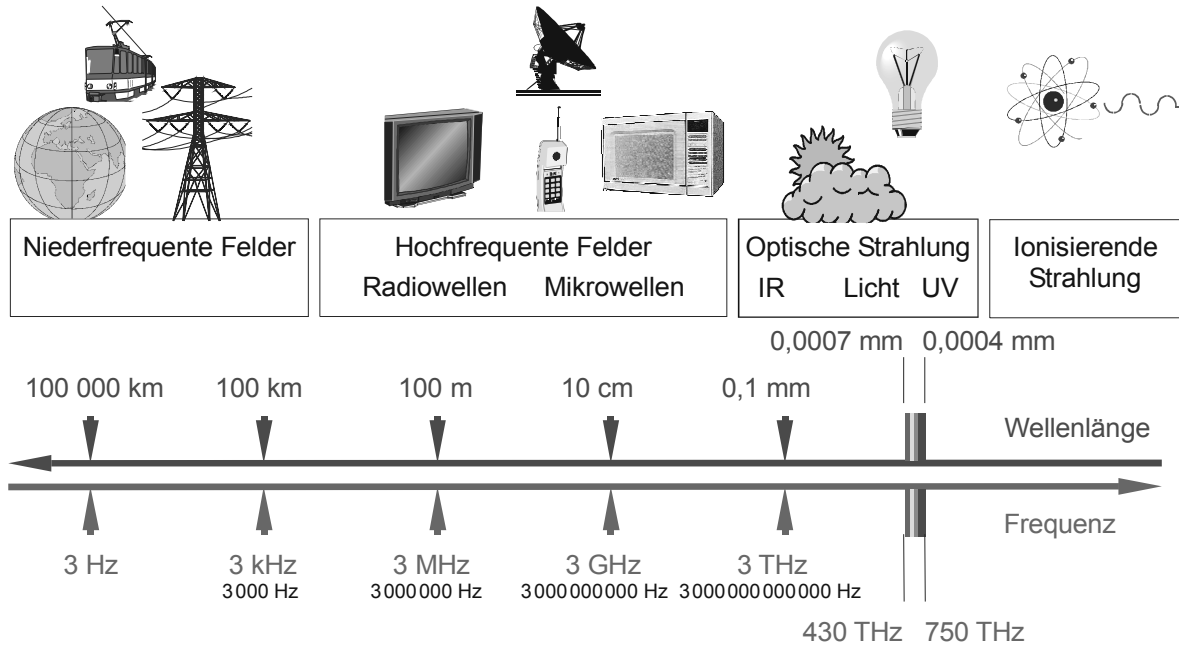 Niederfrequente Felder
Hochfrequente Felder
Radiowellen Mikrowellen
Optische Strahlung
IR Licht UV
Ionisierende
Strahlung
0,0007 mm 0,0004 mm
100 000 km 100 km 100 m 10 cm 0,1 mm
Wellenlänge
Frequenz
3 Hz 3 kHz 3 MHz 3 GHz 3 THz
3000 Hz 3000000 Hz 3000000000 Hz 3000000000000 Hz
430 THz 750 THz